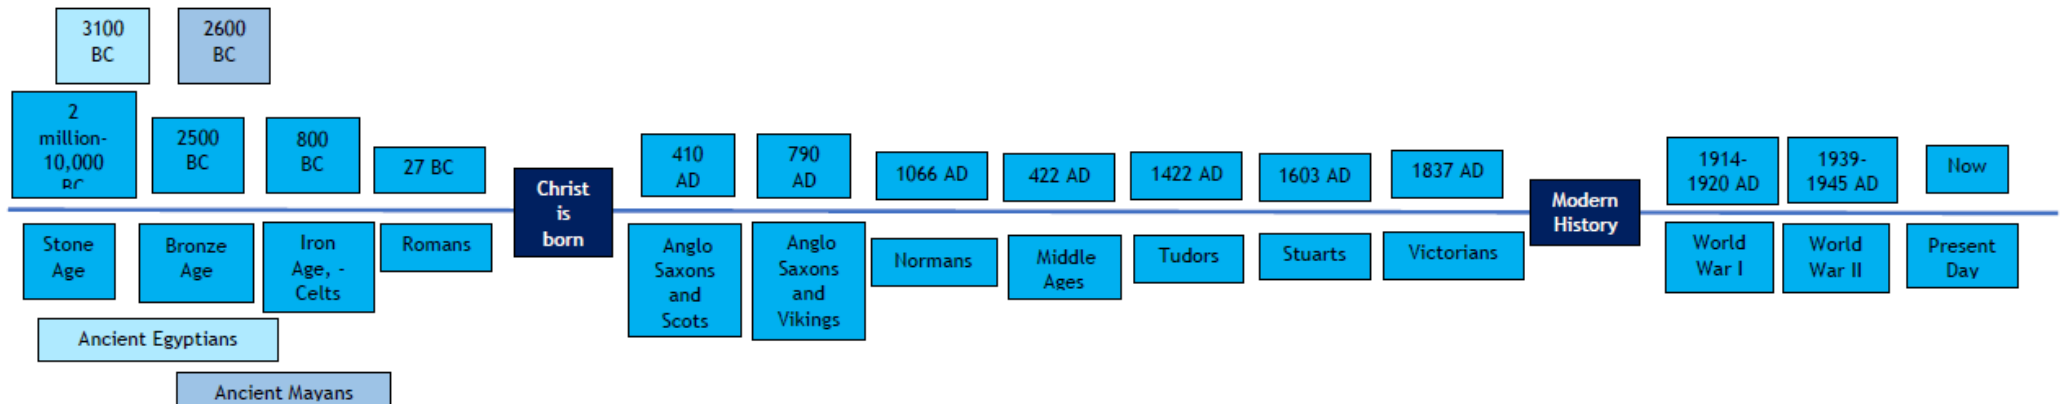 3100
BC
2600
BC
2
million-
10,000
BC
2500
BC
800
BC
27 BC
Christ
is
born
410
AD
790
AD
1066 AD
422 AD
1422 AD
1603 AD
1837 AD
Modern
History
1914-
1920 AD
1939-
1945 AD
Now
Stone
Age
Bronze
Age
Iron
Age, -
Celts
Romans
Anglo
Saxons
and
Scots
Anglo
Saxons
and
Vikings
Normans
Middle
Ages
Tudors
Stuarts
Victorians
World
War I
World
War II
Present
Day
Ancient Egyptians
Ancient Mayans